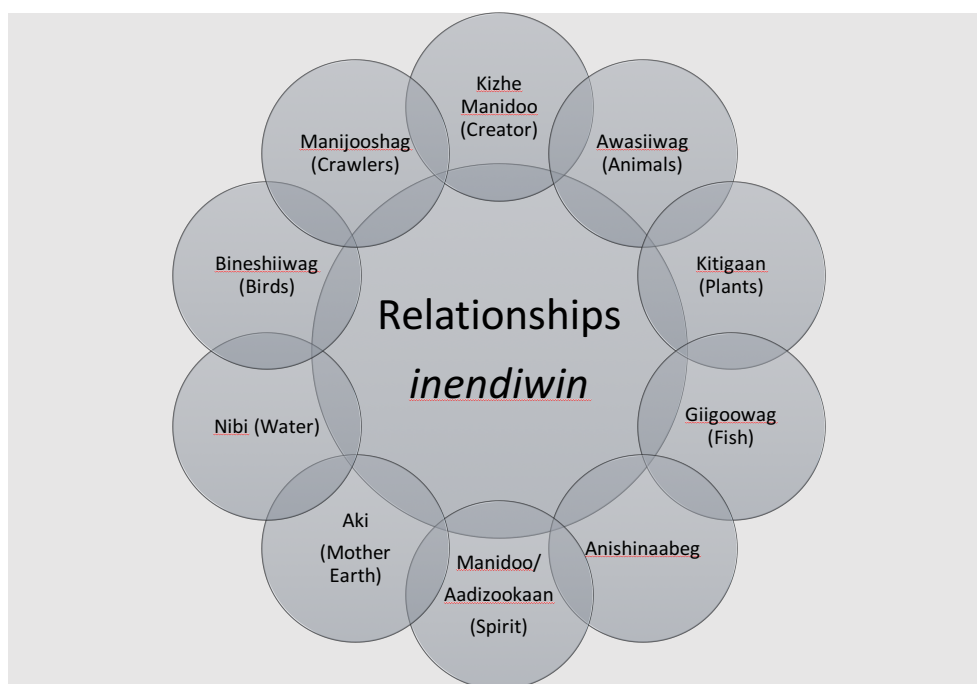 Kizhe
Manidoo
(Creator)
Awasiiwag
(Animals)
Kitigaan
(Plants)
Giigoowag
(Fish)
Anishinaabeg
Manidoo/
Aadizookaan
(Spirit)
Aki
(Mother
Earth)
Nibi (Water)
Bineshiiwag
(Birds)
Manijooshag
(Crawlers)
Relationships
inendiwin